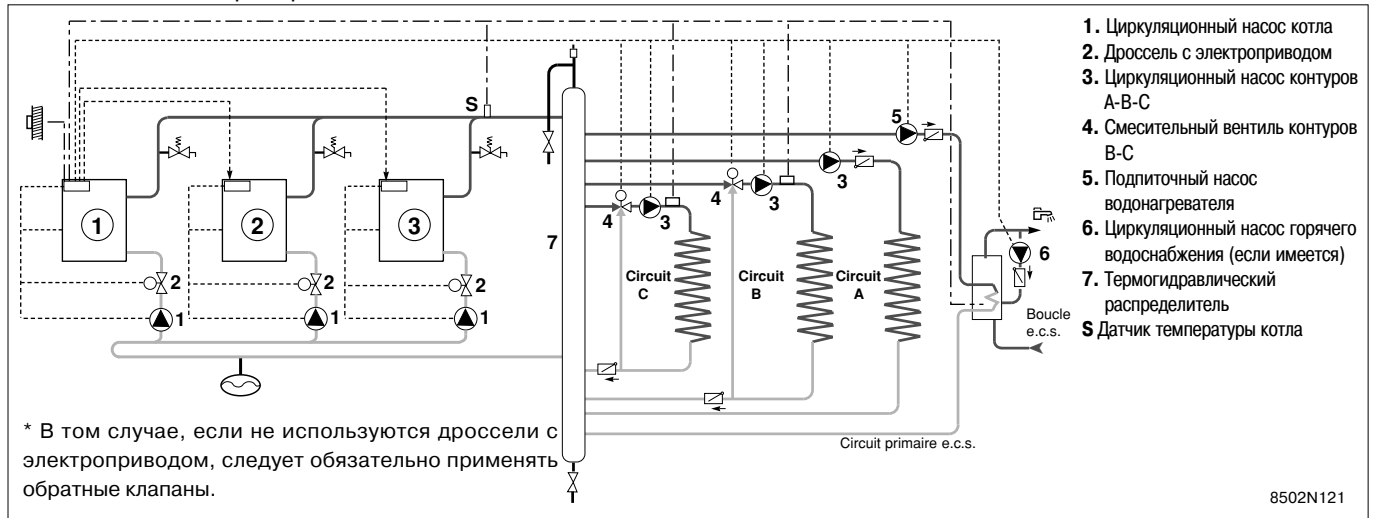 S
5
3
4
3
4
3
7
1
2
3
2
2
2
1
1
1
Circuit
C
Circuit
B
Circuit
A
6
Boucle
e.c.s.
Circuit primaire e.c.s.
* В том случае, если не используются дроссели с
электроприводом, следует обязательно применять
обратные клапаны.
1. Циркуляционный насос котла
2. Дроссель с электроприводом
3. Циркуляционный насос контуров
A-B-C
4. Смесительный вентиль контуров
B-C
5. Подпиточный насос
водонагревателя
6. Циркуляционный насос горячего
водоснабжения (если имеется)
7. Термогидравлический
распределитель
S Датчик температуры котла
8502N121